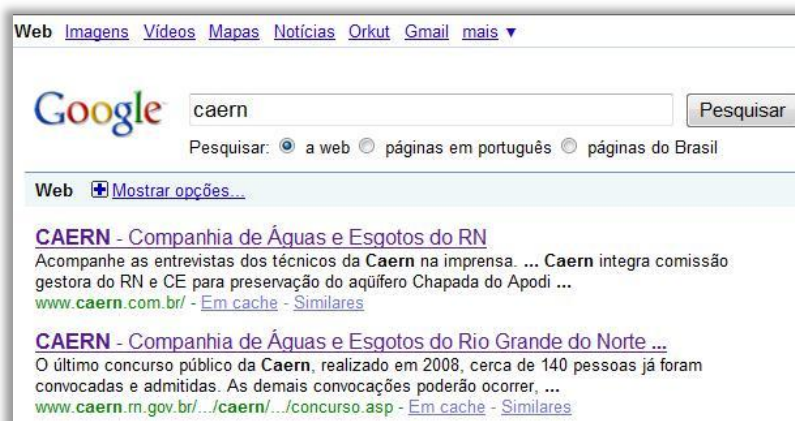 Web Imagens Vídeos Mapas Notícias Orkut Gmail mais ▼
Google caern Pesquisar
Pesquisar: a web páginas em português páginas do Brasil
Web Mostrar opções...
CAERN - Companhia de Águas e Esgotos do RN
Acompanhe as entrevistas dos técnicos da Caern na imprensa. ... Caern integra comissão
gestora do RN e CE para preservação do aqüífero Chapada do Apodi ...
www.caern.com.br/ - Em cache - Similares
CAERN - Companhia de Águas e Esgotos do Rio Grande do Norte ...
O último concurso público da Caern, realizado em 2008, cerca de 140 pessoas já foram
convocadas e admitidas. As demais convocações poderão ocorrer, ...
www.caern.rn.gov.br/.../caern/.../concurso.asp - Em cache - Similares